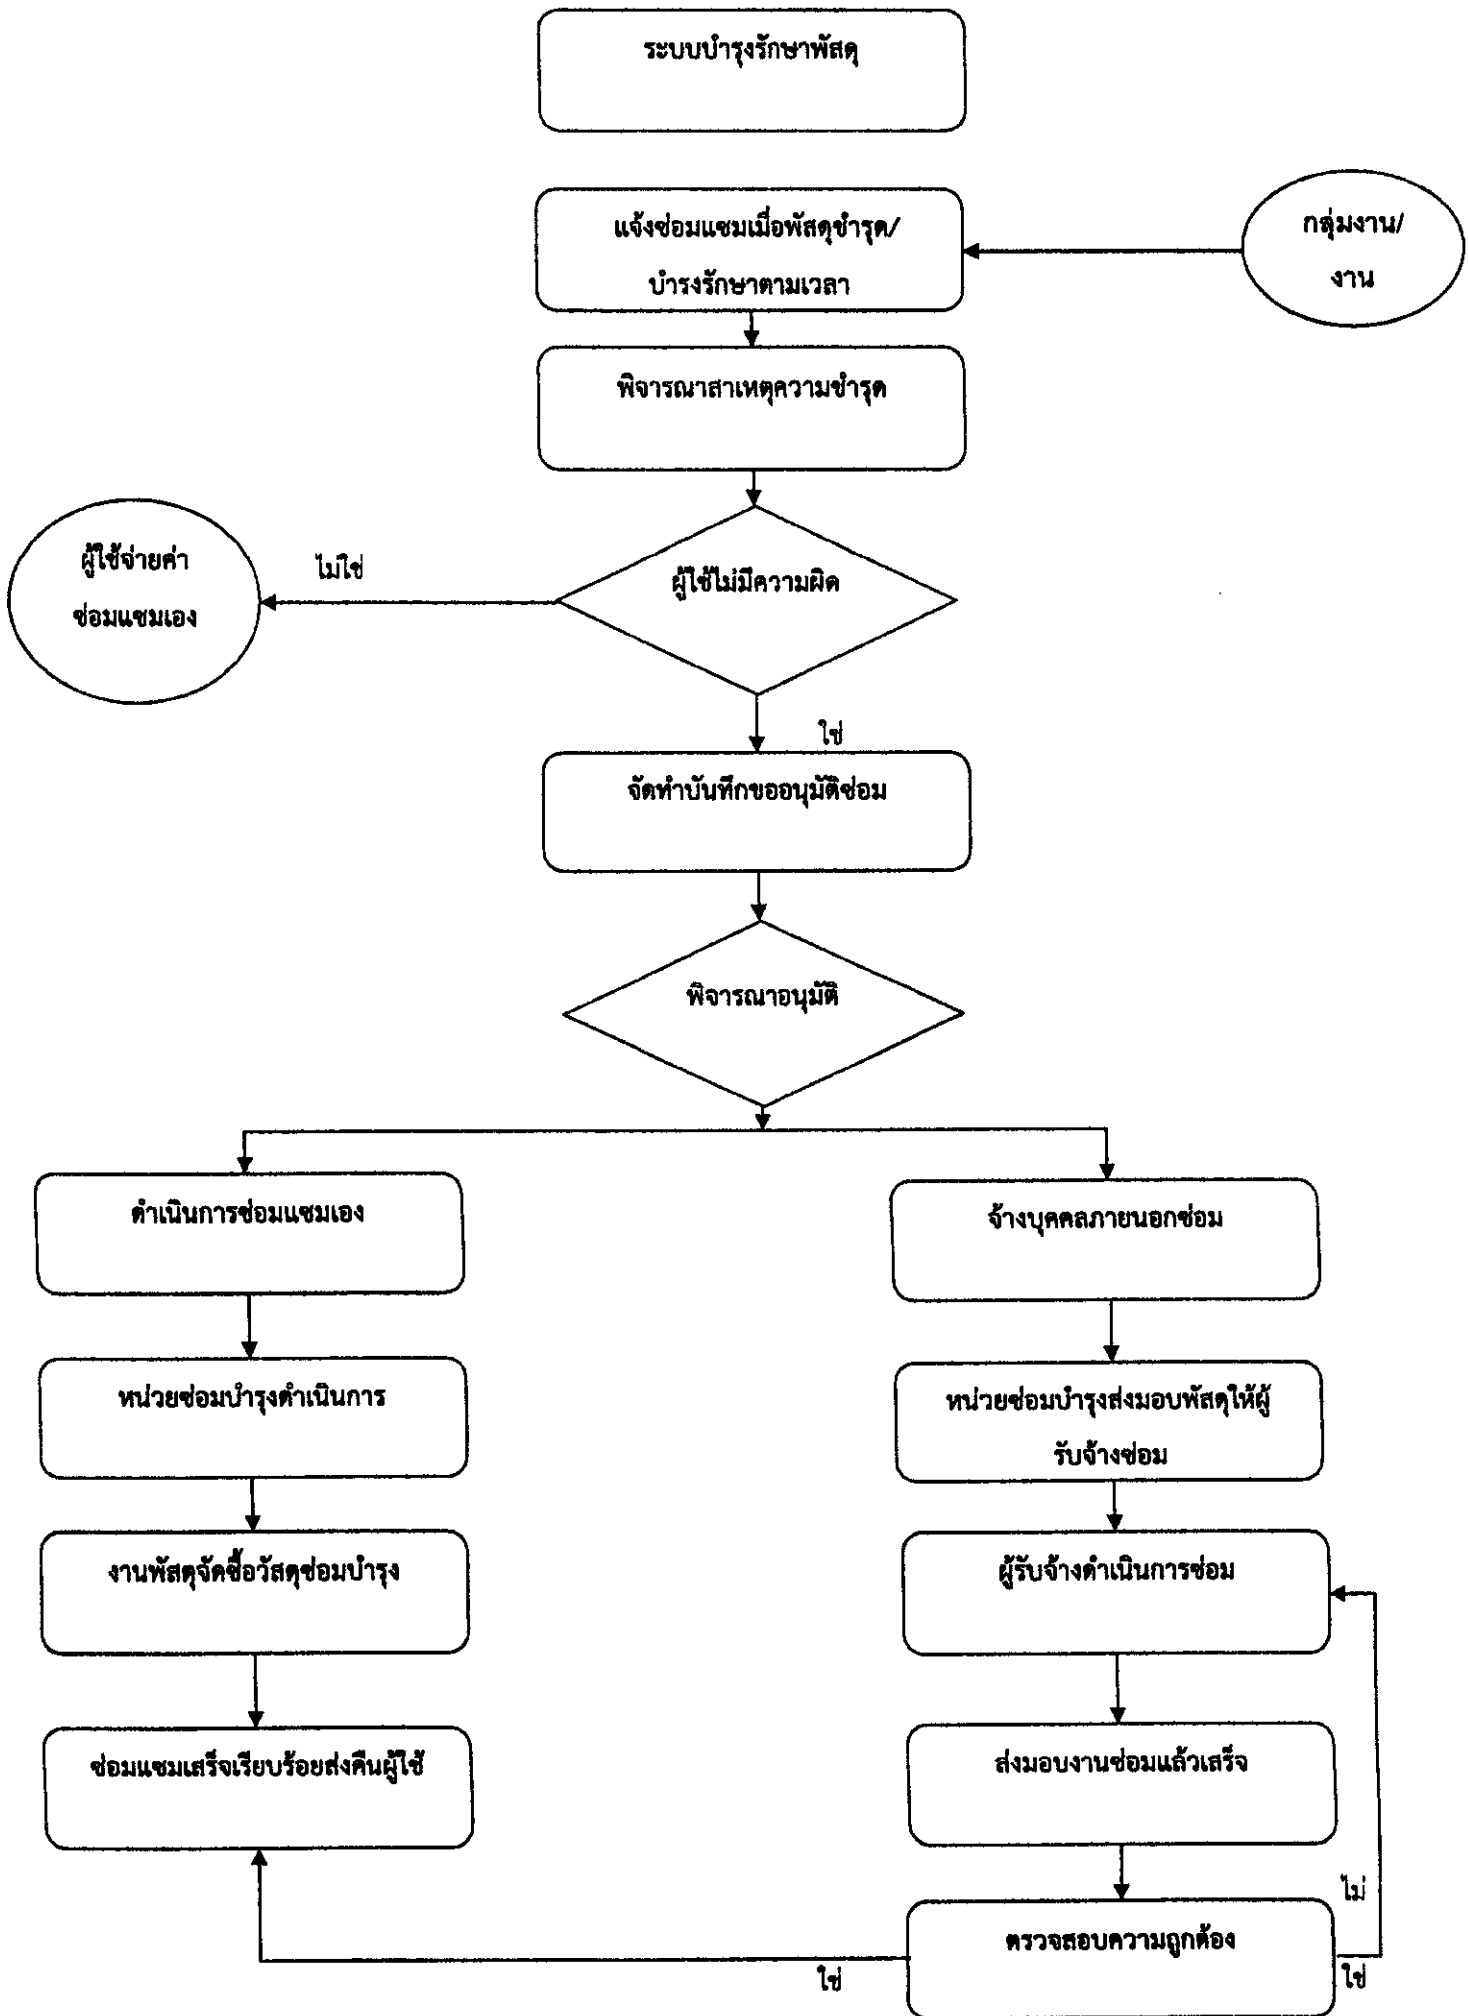 ระบบบำรุงรักษาพัสดุ
แจ้งซ่อมแซมเมื่อพัสดุชำรุด/
บำรงรักษาตามเวลา
กลุ่มงาน/
งาน
พิจารณาสาเหตุความชำรุด
ผู้ใช้จ่ายค่า
ซ่อมแซมเอง
ไม่ใช่
ผู้ใช้ไม่มีความผิด
ใช่
จัดทำบันทึกขออนุมัติซ่อม
พิจารณาอนุมัติ
ดำเนินการซ่อมแซมเอง
จ้างบุคคลภายนอกซ่อม
หน่วยซ่อมบำรุงดำเนินการ
หน่วยซ่อมบำรุงส่งมอบพัสดุให้ผู้
รับจ้างซ่อม
งานพัสดุจัดซื้อวัสดุซ่อมบำรุง
ผู้รับจ้างดำเนินการซ่อม
ซ่อมแซมเสร็จเรียบร้อยส่งคืนผู้ใช้
ส่งมอบงานซ่อมแล้วเสร็จ
ไม่
ตรวจสอบความถูกต้อง
ใช่
ใช่